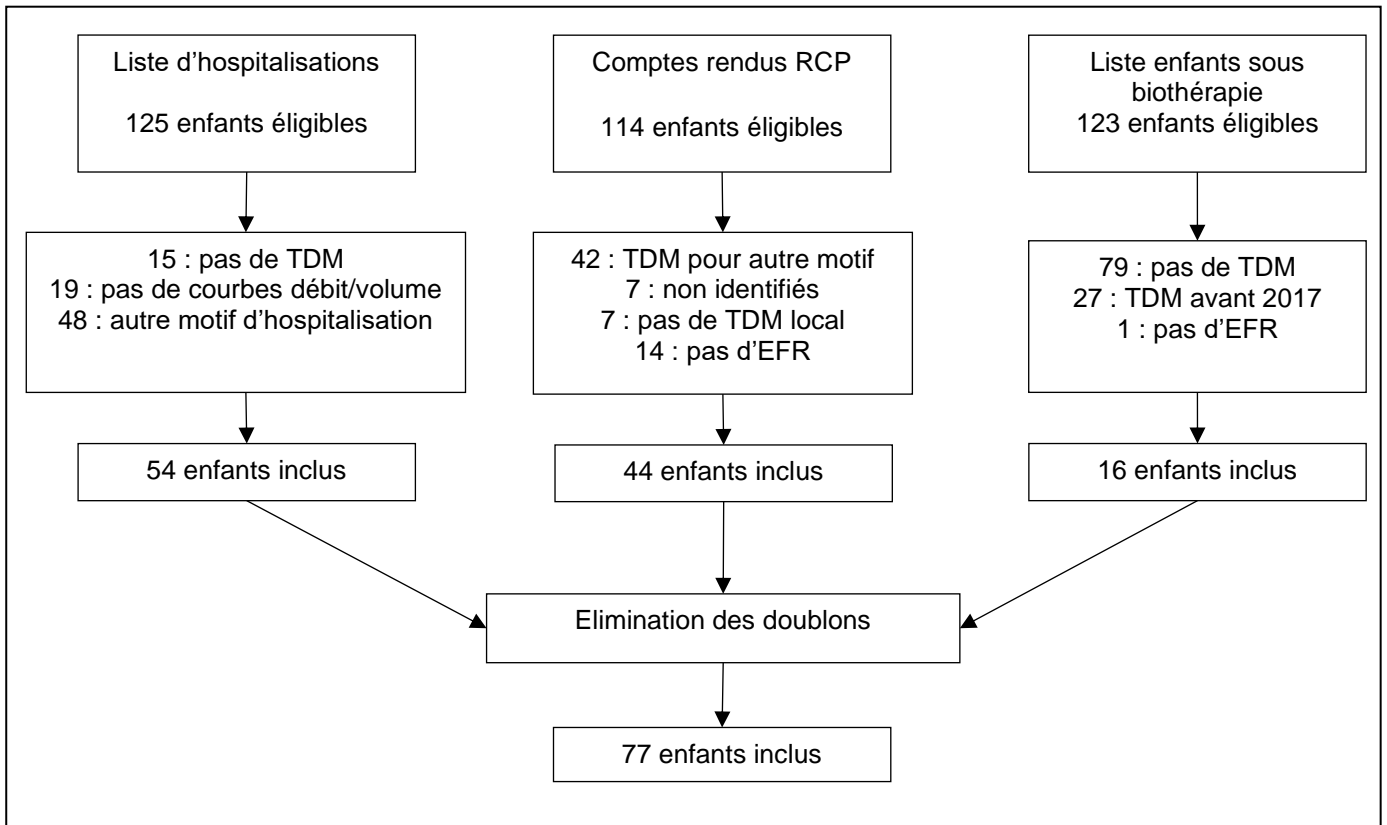 Liste d'hospitalisations
125 enfants éligibles
Comptes rendus RCP
114 enfants éligibles
Liste enfants sous
biothérapie
123 enfants éligibles
15 : pas de TDM
19 : pas de courbes débit/volume
48 : autre motif d'hospitalisation
42 : TDM pour autre motif
7 : non identifiés
7 : pas de TDM local
14 : pas d'EFR
79 : pas de TDM
27 : TDM avant 2017
1 : pas d'EFR
54 enfants inclus
44 enfants inclus
16 enfants inclus
Elimination des doublons
77 enfants inclus